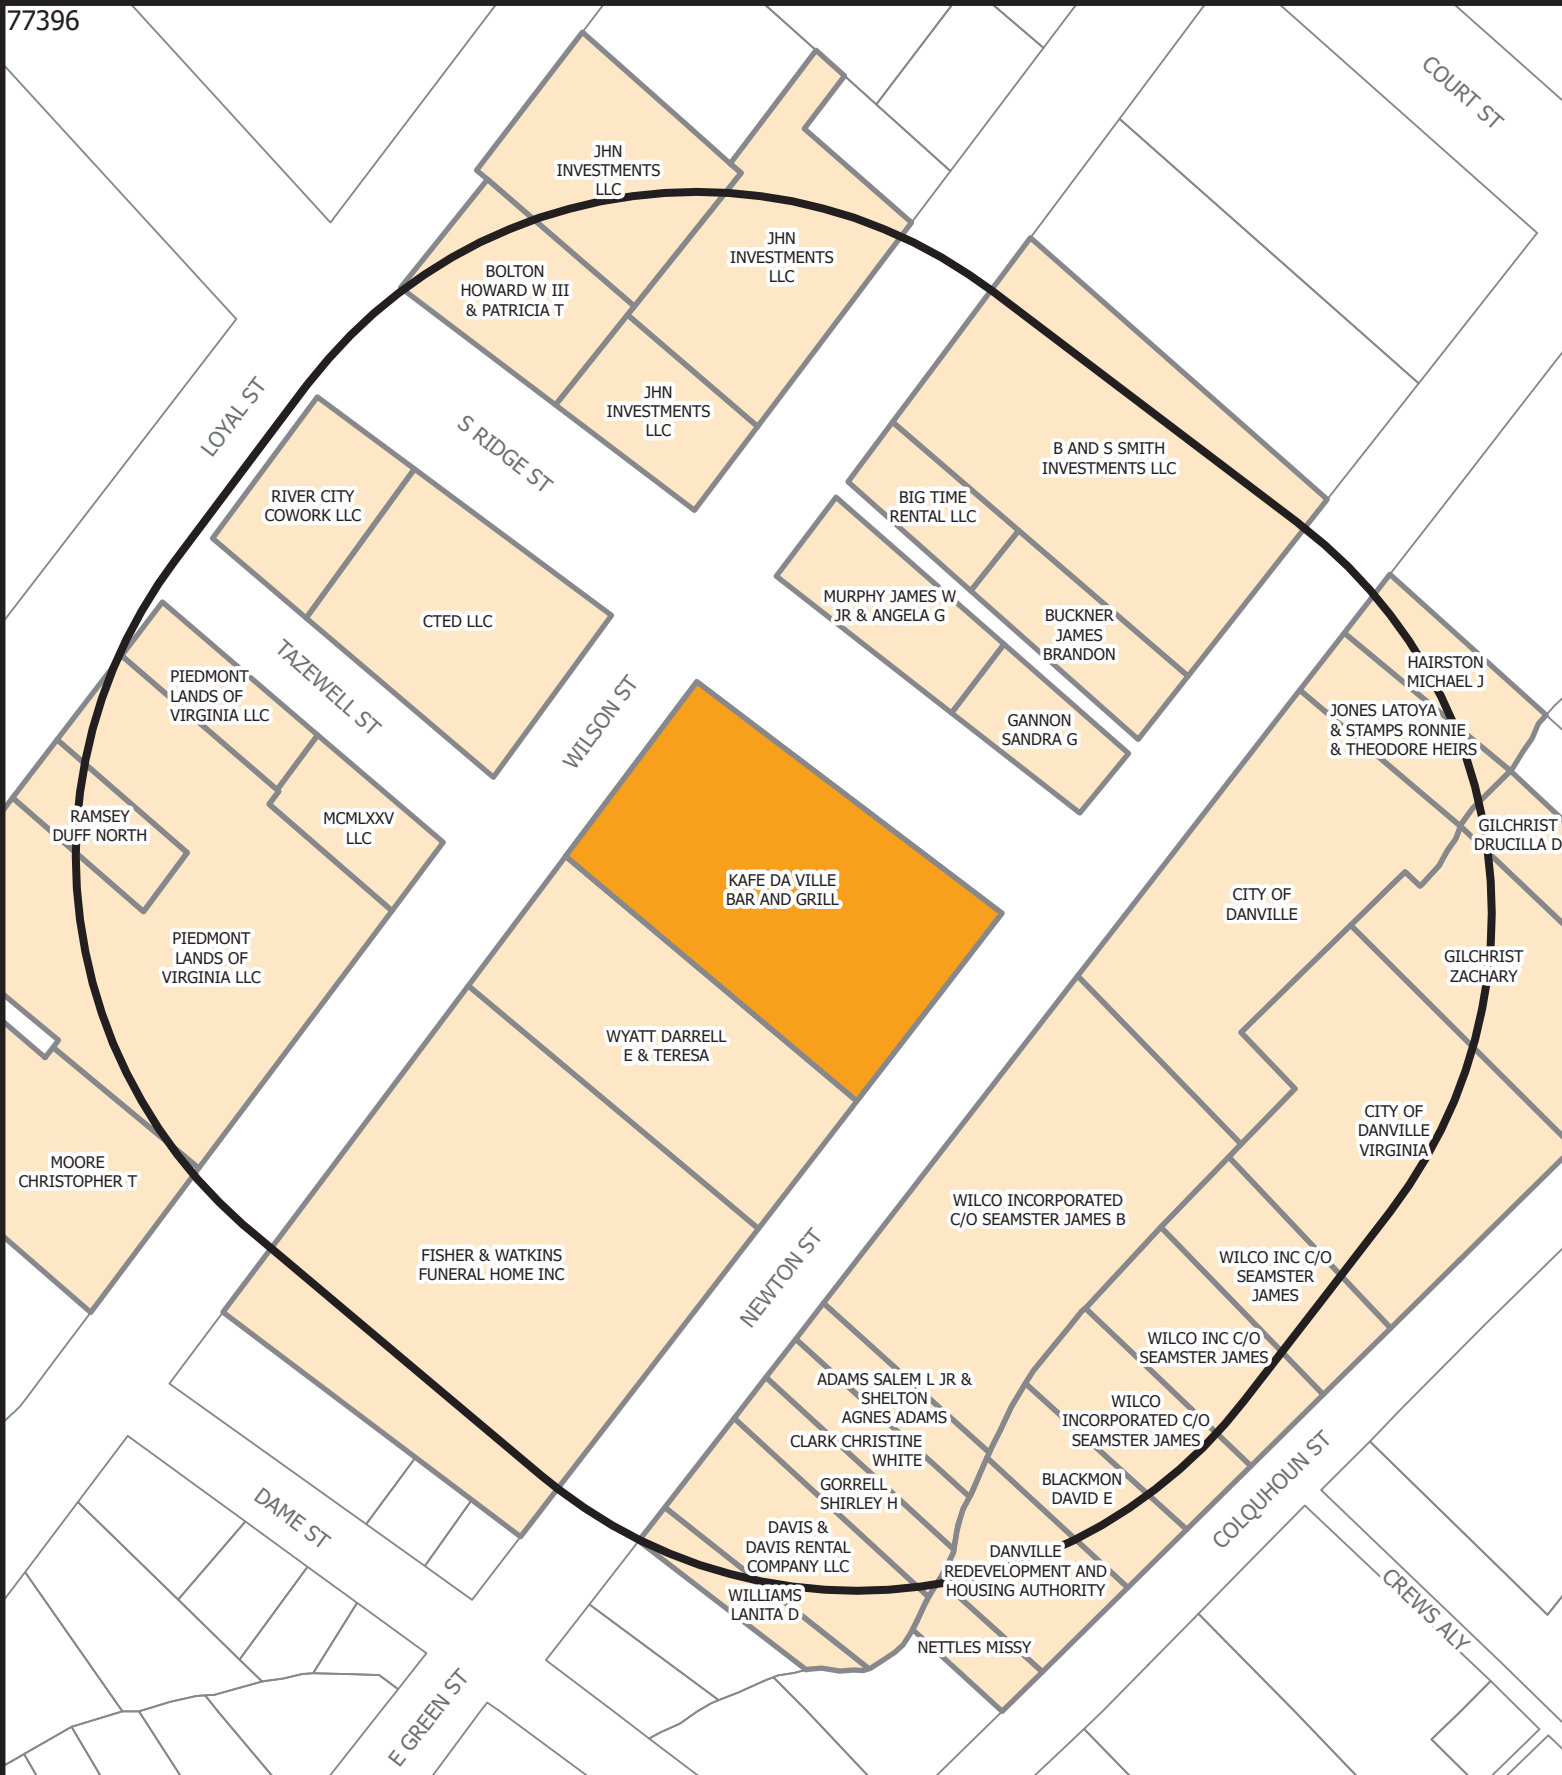 77396
COURT ST
JHN
INVESTMENTS
LLC
JHN
INVESTMENTS
LLC
BOLTON
HOWARD W III
& PATRICIA T
JHN
INVESTMENTS
LLC
LOYAL ST
S RIDGE ST
B AND S SMITH
INVESTMENTS LLC
RIVER CITY
COWORK LLC
BIG TIME
RENTAL LLC
CTED LLC
MURPHY JAMES W
JR & ANGELA G
BUCKNER
JAMES
BRANDON
HAIRSTON
MICHAEL J
PIEDMONT
LANDS OF
VIRGINIA LLC
TAZEWELL ST
WILSON ST
GANNON
SANDRA G
JONES LATOYA
& STAMPS RONNIE
& THEODORE HEIRS
RAMSEY
DUFF NORTH
MCMLXXV
LLC
GILCHRIST
DRUCILLA D
KAFE DA VILLE
BAR AND GRILL
CITY OF
DANVILLE
PIEDMONT
LANDS OF
VIRGINIA LLC
GILCHRIST
ZACHARY
WYATT DARRELL
E & TERESA
CITY OF
DANVILLE
VIRGINIA
MOORE
CHRISTOPHER T
WILCO INCORPORATED
C/O SEAMSTER JAMES B
FISHER & WATKINS
FUNERAL HOME INC
NEWTON ST
WILCO INC C/O
SEAMSTER
JAMES
WILCO INC C/O
SEAMSTER JAMES
ADAMS SALEM L JR &
SHELTON
AGNES ADAMS
WILCO
INCORPORATED C/O
SEAMSTER JAMES
CLARK CHRISTINE
WHITE
GORRELL
SHIRLEY H
BLACKMON
DAVID E
COLQUHOUN ST
DAME ST
DAVIS &
DAVIS RENTAL
COMPANY LLC
DANVILLE
REDEVELOPMENT AND
HOUSING AUTHORITY
WILLIAMS
LANITA D
CREWS ALY
NETTLES MISSY
E GREEN ST